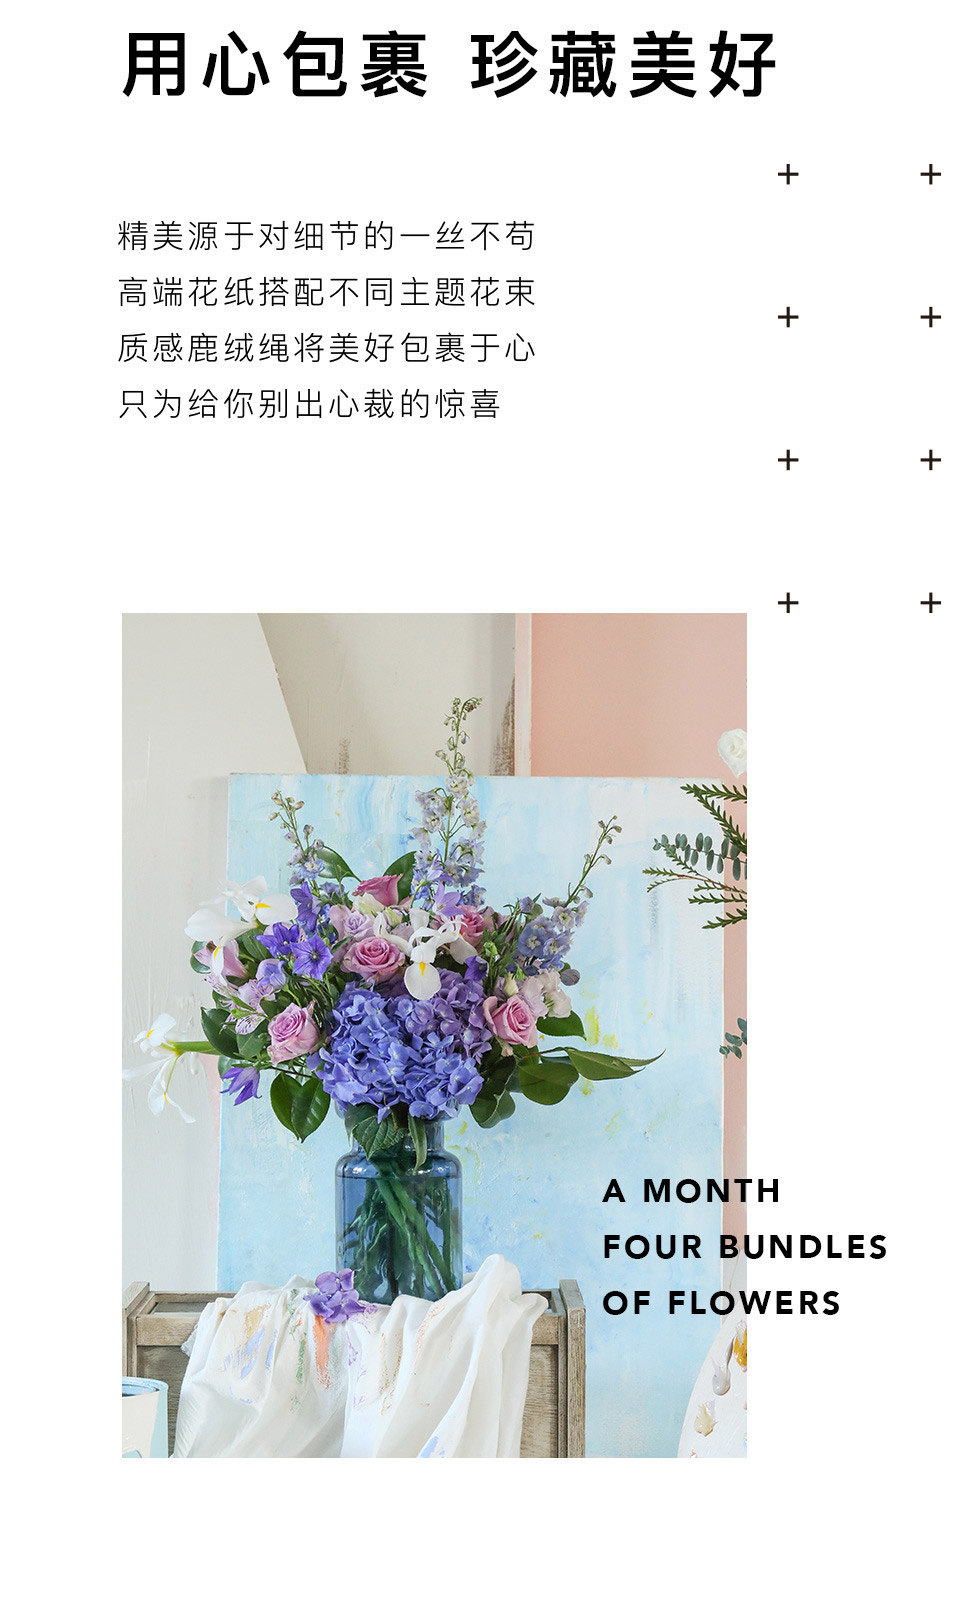 用心包裹 珍藏美好
精美源于对细节的一丝不苟
高端花纸搭配不同主题花束
质感鹿绒绳将美好包裹于心
只为给你别出心裁的惊喜
A MONTH
FOUR BUNDLES
OF FLOWERS